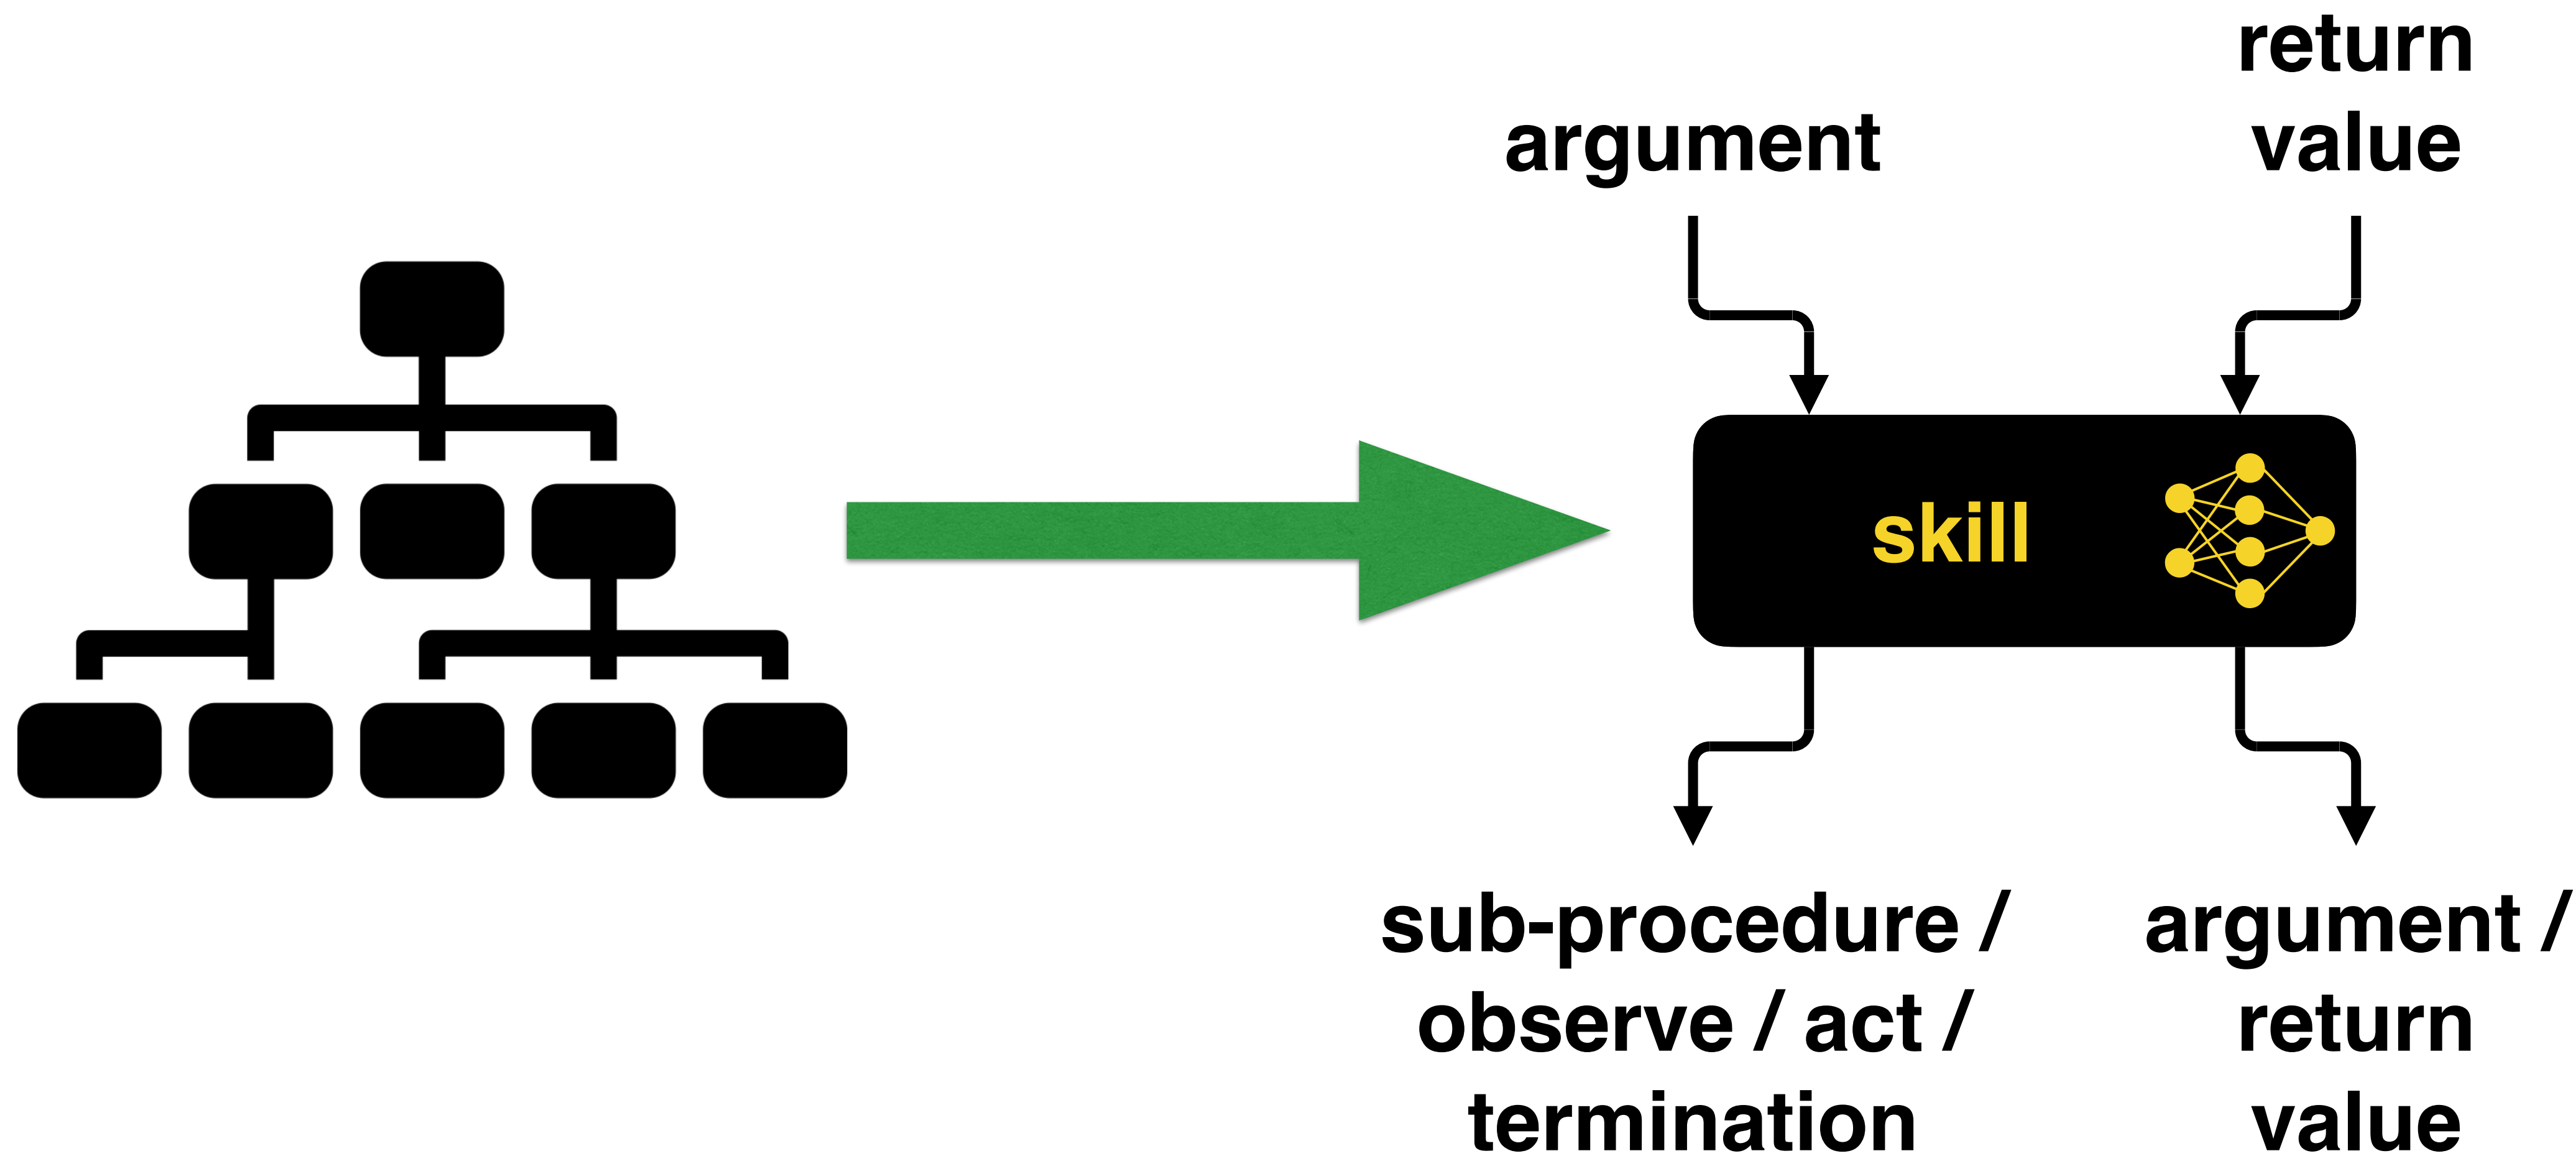 return
value
argument
skill
sub-procedure /
observe / act /
termination
argument /
return
value